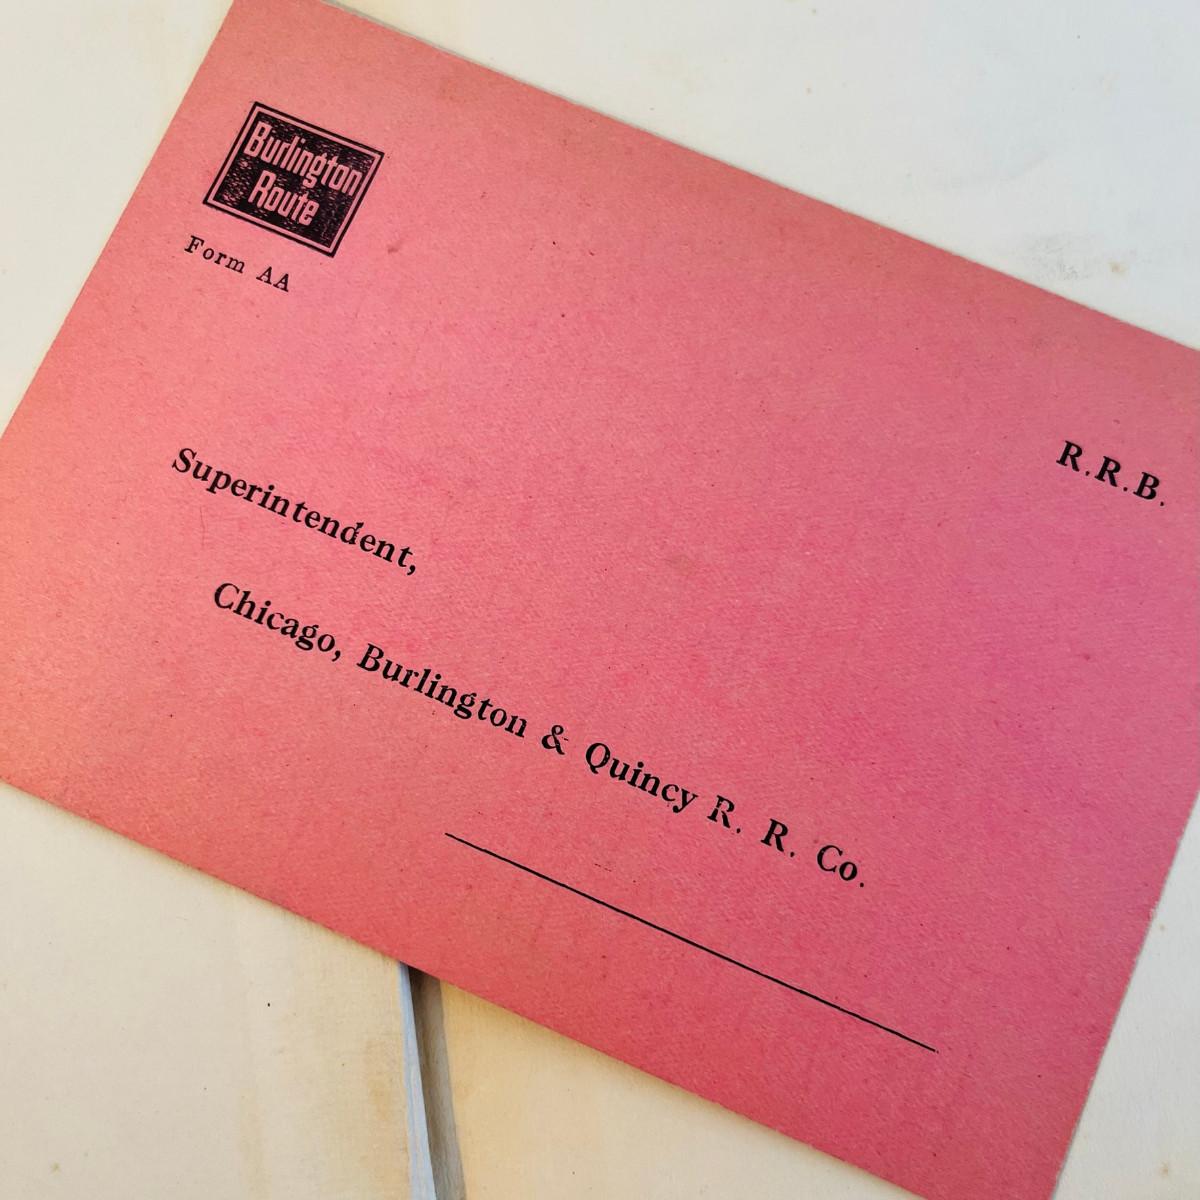 Burlington
Route
Form AA
R.R.B.
Superintendent,
Chicago, Burlington & Quincy R. R. Co.